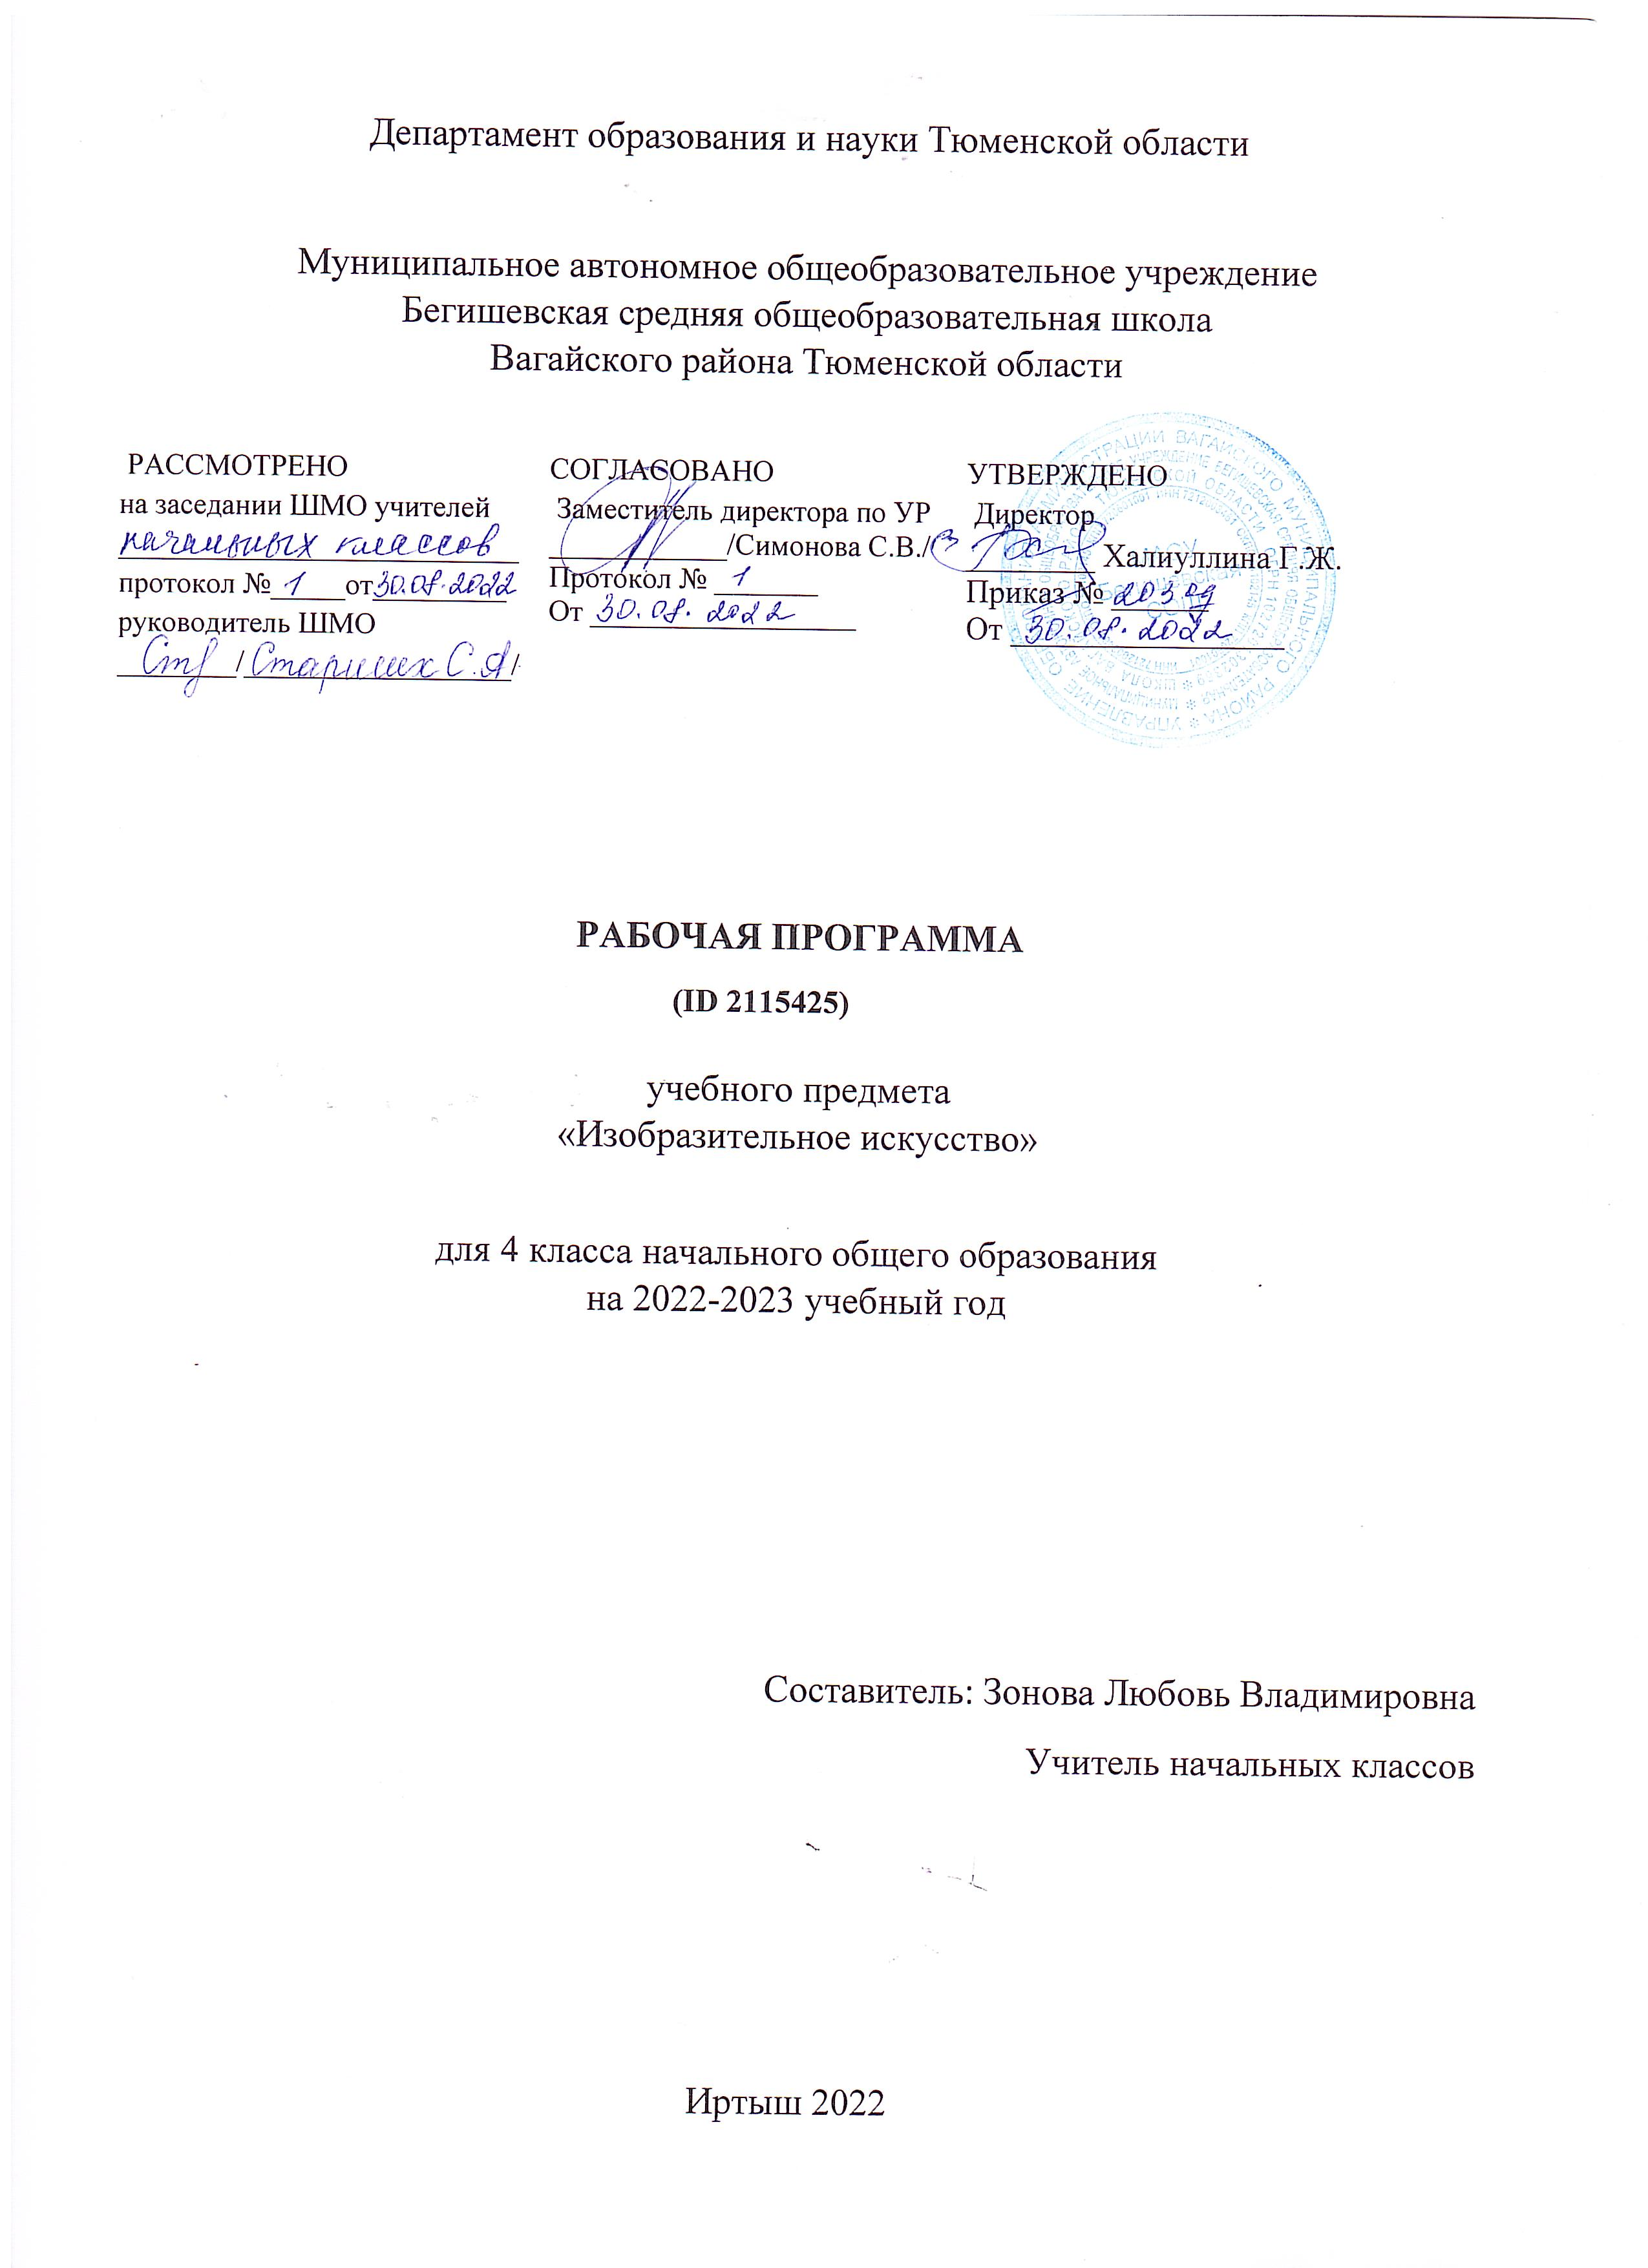 Департамент образования и науки Тюменской области
Муниципальное автономное общеобразовательное учреждение
Бегишевская средняя общеобразовательная школа
Вагайского района Тюменской области
РАССМОТРЕНО
на заседании ШМО учителей
начальных классов
протокол № 1 от 30.08.2022
руководитель ШМО
/ Стариших С.А /
СОГЛАСОВАНО
Заместитель директора по УР
/Симонова С.В./
Протокол № 1
От 30.08.2022
УТВЕРЖДЕНО
Директор
Халиуллина Г.Ж.
Приказ № 203 од
От 30.08.2022
РАБОЧАЯ ПРОГРАММА
(ID 2115425)
учебного предмета
«Изобразительное искусство»
для 4 класса начального общего образования
на 2022-2023 учебный год
Составитель: Зонова Любовь Владимировна
Учитель начальных классов
Иртыш 2022